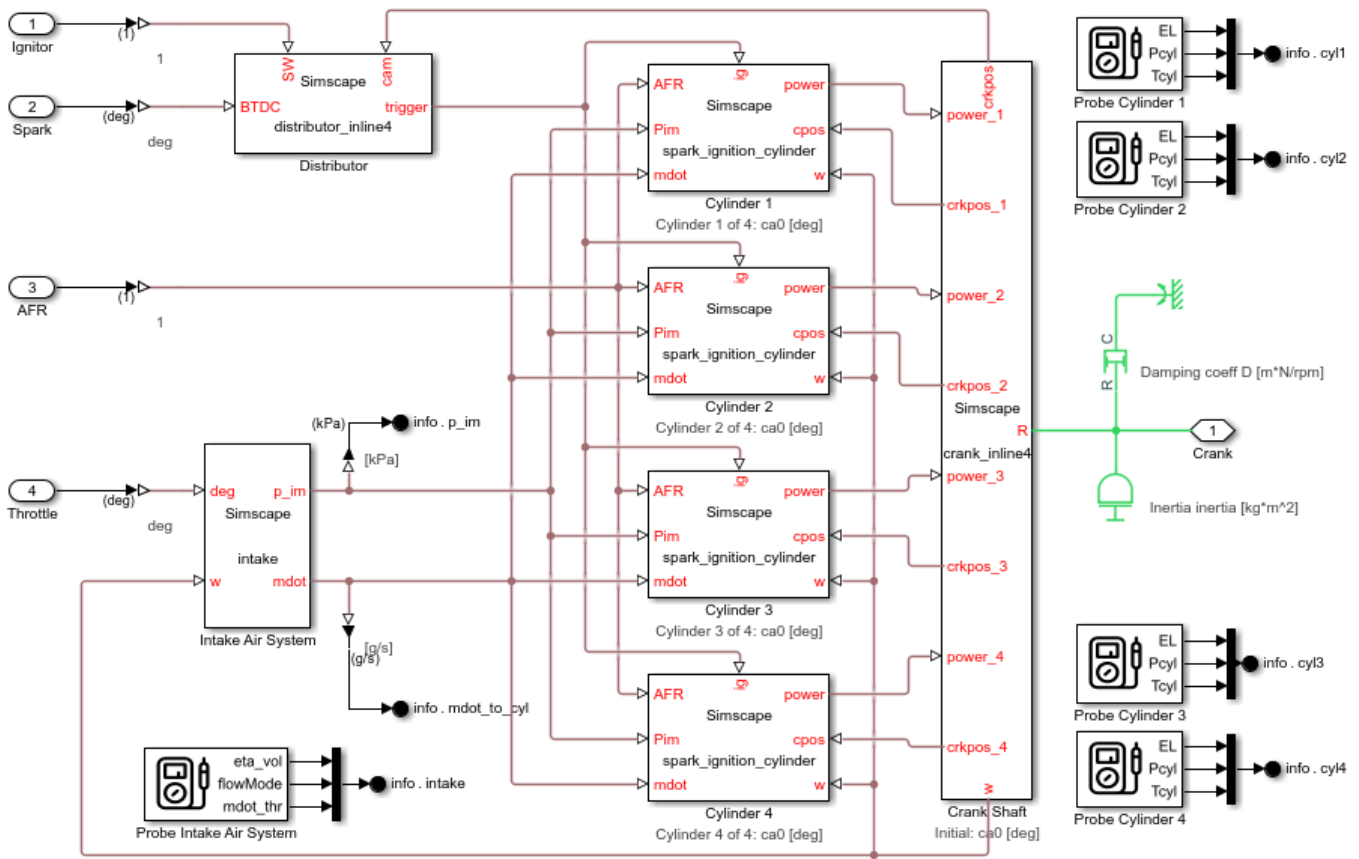 1
Ignitor
(1)
1
2
Spark
(deg)
deg
SW
cam
Simscape
BTDC
trigger
distributor_inline4
Distributor
3
AFR
(1)
1
4
Throttle
(deg)
deg
deg
p_im
Simscape
intake
w
mdot
Intake Air System
(kPa)
[kPa]
info . p_im
[g/s]
(g/s)
info . mdot_to_cyl
eta_vol
flowMode
mdot_thr
info . intake
Probe Intake Air System
ig
AFR
power
Simscape
Pim
cpos
spark_ignition_cylinder
mdot
w
Cylinder 1
Cylinder 1 of 4: ca0 [deg]
ig
AFR
power
Simscape
Pim
cpos
spark_ignition_cylinder
mdot
w
Cylinder 2
Cylinder 2 of 4: ca0 [deg]
ig
AFR
power
Simscape
Pim
cpos
spark_ignition_cylinder
mdot
w
Cylinder 3
Cylinder 3 of 4: ca0 [deg]
ig
AFR
power
Simscape
Pim
cpos
spark_ignition_cylinder
mdot
w
Cylinder 4
Cylinder 4 of 4: ca0 [deg]
crkpos
power_1
crkpos_1
power_2
crkpos_2
Simscape
R
crank_inline4
power_3
crkpos_3
power_4
crkpos_4
w
Crank Shaft
Initial: ca0 [deg]
EL
Pcyl
Tcyl
info . cyl1
Probe Cylinder 1
EL
Pcyl
Tcyl
info . cyl2
Probe Cylinder 2
C
R
Damping coeff D [m*N/rpm]
1
Crank
Inertia inertia [kg*m^2]
EL
Pcyl
Tcyl
info . cyl3
Probe Cylinder 3
EL
Pcyl
Tcyl
info . cyl4
Probe Cylinder 4